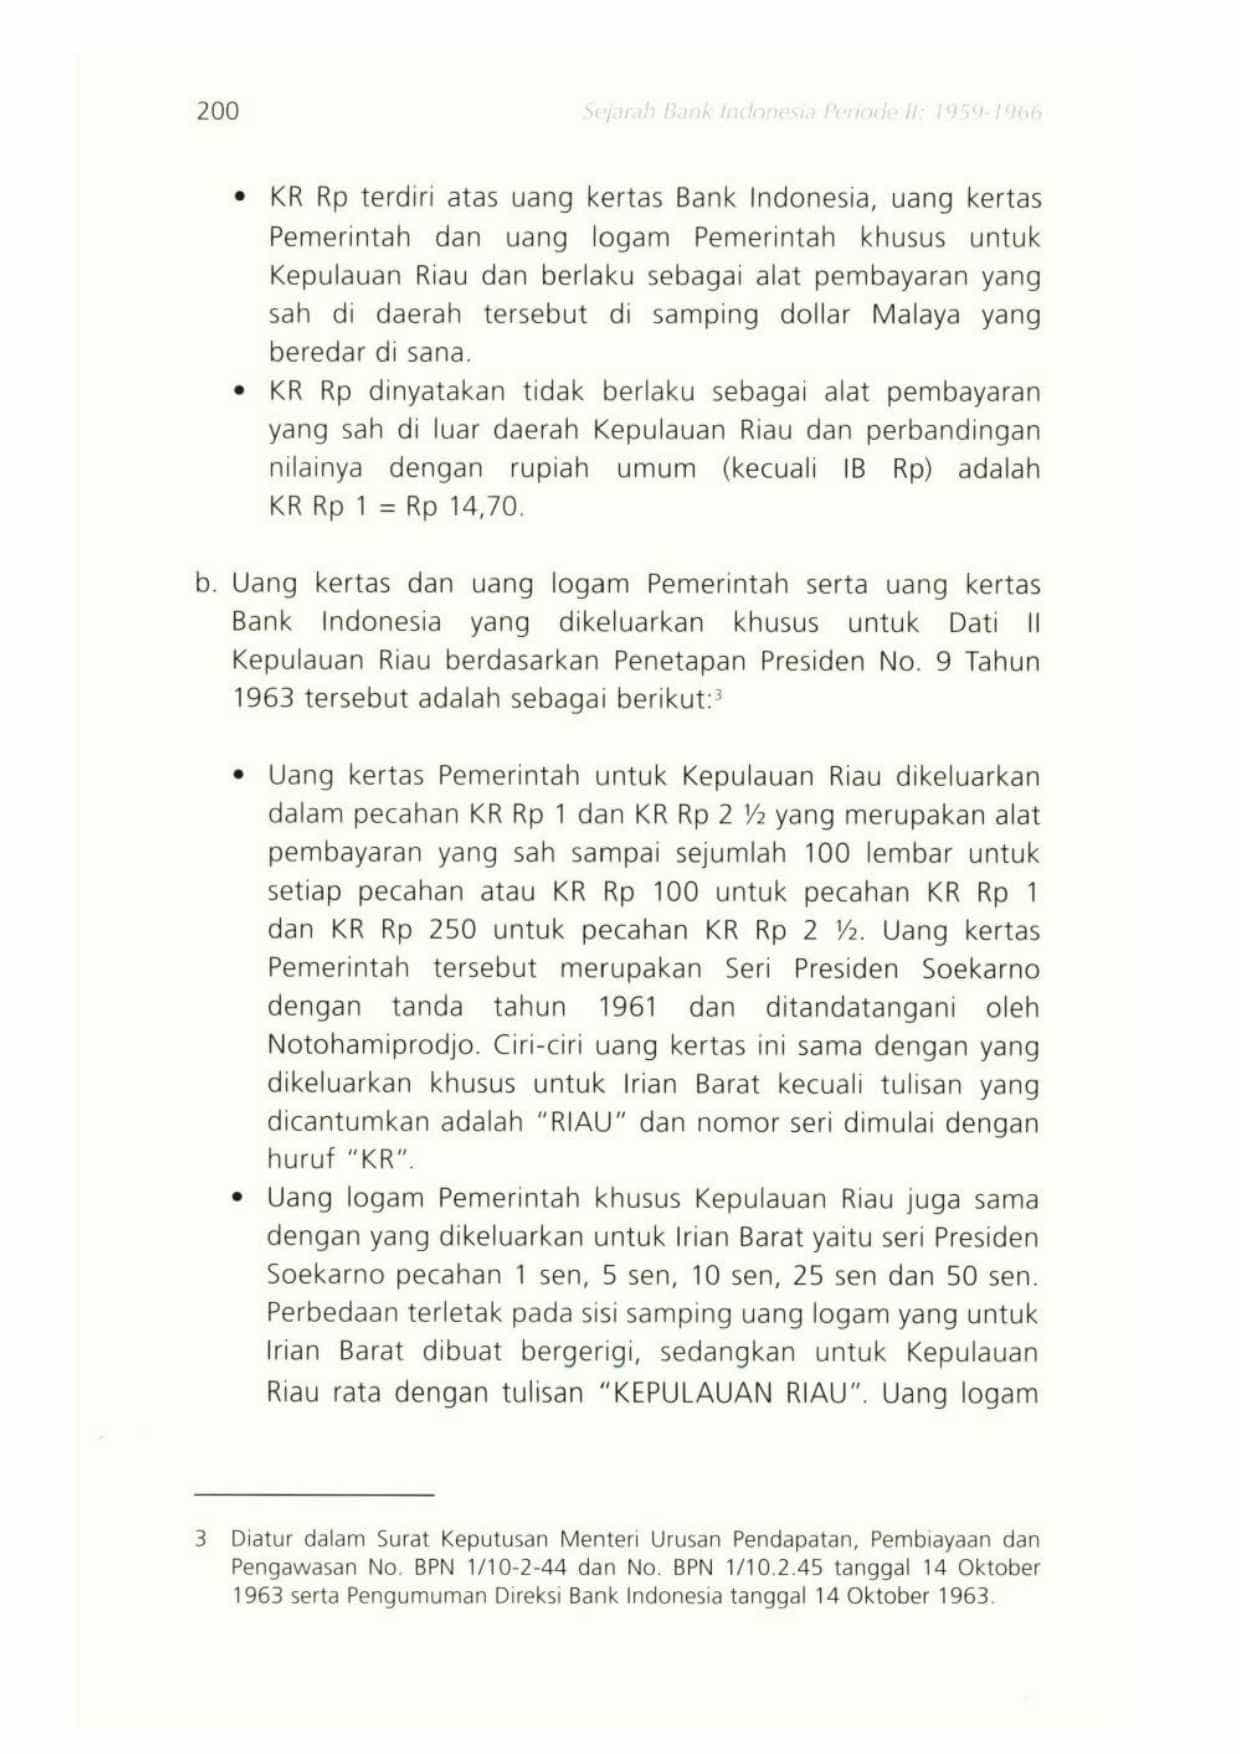 200
Sejarah Bank Indonesia Periode II: 1959-1966
• KR Rp terdiri atas uang kertas Bank Indonesia, uang kertas
Pemerintah dan uang logam Pemerintah khusus untuk
Kepulauan Riau dan berlaku sebagai alat pembayaran yang
sah di daerah tersebut di samping dollar Malaya yang
beredar di sana.
• KR Rp dinyatakan tidak berlaku sebagai alat pembayaran
yang sah di luar daerah Kepulauan Riau dan perbandingan
nilainya dengan rupiah umum (kecuali IB Rp) adalah
KR Rp 1 = Rp 14,70.
b. Uang kertas dan uang logam Pemerintah serta uang kertas
Bank Indonesia yang dikeluarkan khusus untuk Dati II
Kepulauan Riau berdasarkan Penetapan Presiden No. 9 Tahun
1963 tersebut adalah sebagai berikut:³
• Uang kertas Pemerintah untuk Kepulauan Riau dikeluarkan
dalam pecahan KR Rp 1 dan KR Rp 2 ½ yang merupakan alat
pembayaran yang sah sampai sejumlah 100 lembar untuk
setiap pecahan atau KR Rp 100 untuk pecahan KR Rp 1
dan KR Rp 250 untuk pecahan KR Rp 2 ½. Uang kertas
Pemerintah tersebut merupakan Seri Presiden Soekarno
dengan tanda tahun 1961 dan ditandatangani oleh
Notohamiprodjo. Ciri-ciri uang kertas ini sama dengan yang
dikeluarkan khusus untuk Irian Barat kecuali tulisan yang
dicantumkan adalah "RIAU" dan nomor seri dimulai dengan
huruf "KR".
• Uang logam Pemerintah khusus Kepulauan Riau juga sama
dengan yang dikeluarkan untuk Irian Barat yaitu seri Presiden
Soekarno pecahan 1 sen, 5 sen, 10 sen, 25 sen dan 50 sen.
Perbedaan terletak pada sisi samping uang logam yang untuk
Irian Barat dibuat bergerigi, sedangkan untuk Kepulauan
Riau rata dengan tulisan "KEPULAUAN RIAU". Uang logam
3 Diatur dalam Surat Keputusan Menteri Urusan Pendapatan, Pembiayaan dan
Pengawasan No. BPN 1/10-2-44 dan No. BPN 1/10.2.45 tanggal 14 Oktober
1963 serta Pengumuman Direksi Bank Indonesia tanggal 14 Oktober 1963.